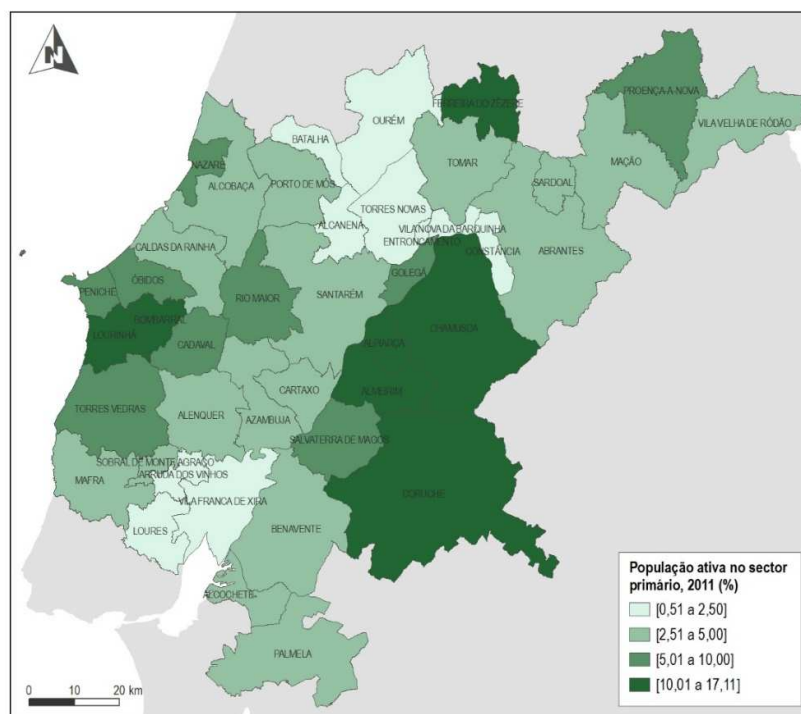 N
FERREIRA DO ZÊZERE
PROENÇA-A-NOVA
OURÉM
VILA VELHA DE RÓDÃO
BATALHA
NAZARÉ
TOMAR
MAÇÃO
SARDOAL
ALCOBAÇA
PORTO DE MÓS
TORRES NOVAS
ALCANENA
VILA NOVA DA BARQUINHA
CALDAS DA RAINHA
ENTRONCAMENTO
CONSTÂNCIA
ABRANTES
GOLEGÃ
ÓBIDOS
PENICHE
SANTARÉM
RIO MAIOR
BOMBARRAL
CHAMUSCA
LOURINHÃ
CADAVAL
ALPIARÇA
CARTAXO
ALMEIRIM
TORRES VEDRAS
ALENQUER
AZAMBUJA
SALVATERRA DE MAGOS
SOBRAL DE MONTE AGRAÇO
ARRUDA DOS VINHOS
MAFRA
CORUCHE
VILA FRANCA DE XIRA
LOURES
BENAVENTE
ALCOCHETE
PALMELA
População ativa no sector
primário, 2011 (%)
[0,51 a 2,50]
[2,51 a 5,00]
[5,01 a 10,00]
[10,01 a 17,11]
0 10 20 km